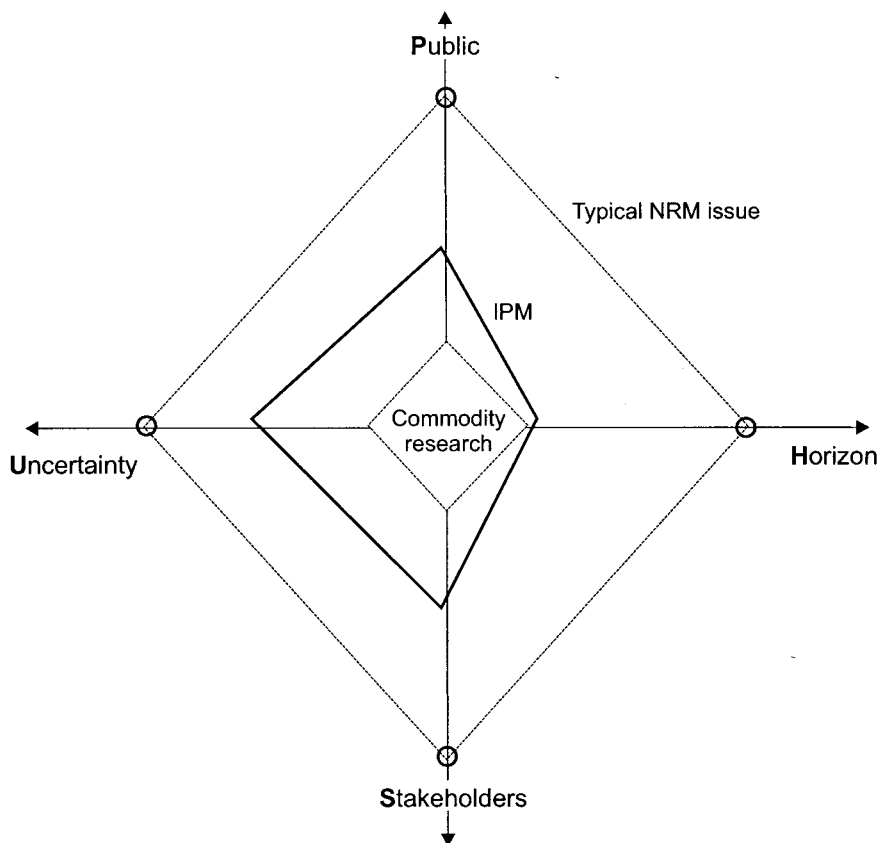 Public
Typical NRM issue
IPM
Commodity
research
Uncertainty
Horizon
Stakeholders